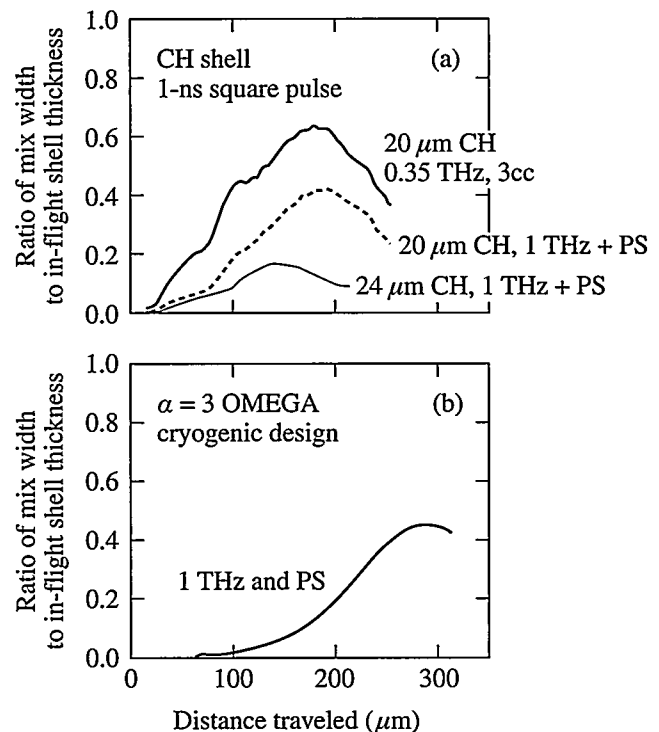 1.0
0.8
0.6
0.4
0.2
0.0
Ratio of mix width
to in-flight shell thickness
CH shell
1-ns square pulse
(a)
20 μm CH
0.35 THz, 3cc
20 μm CH, 1 THz + PS
24 μm CH, 1 THz + PS
1.0
0.8
0.6
0.4
0.2
0.0
Ratio of mix width
to in-flight shell thickness
α = 3 OMEGA
cryogenic design
(b)
1 THz and PS
0 100 200 300
Distance traveled (μm)